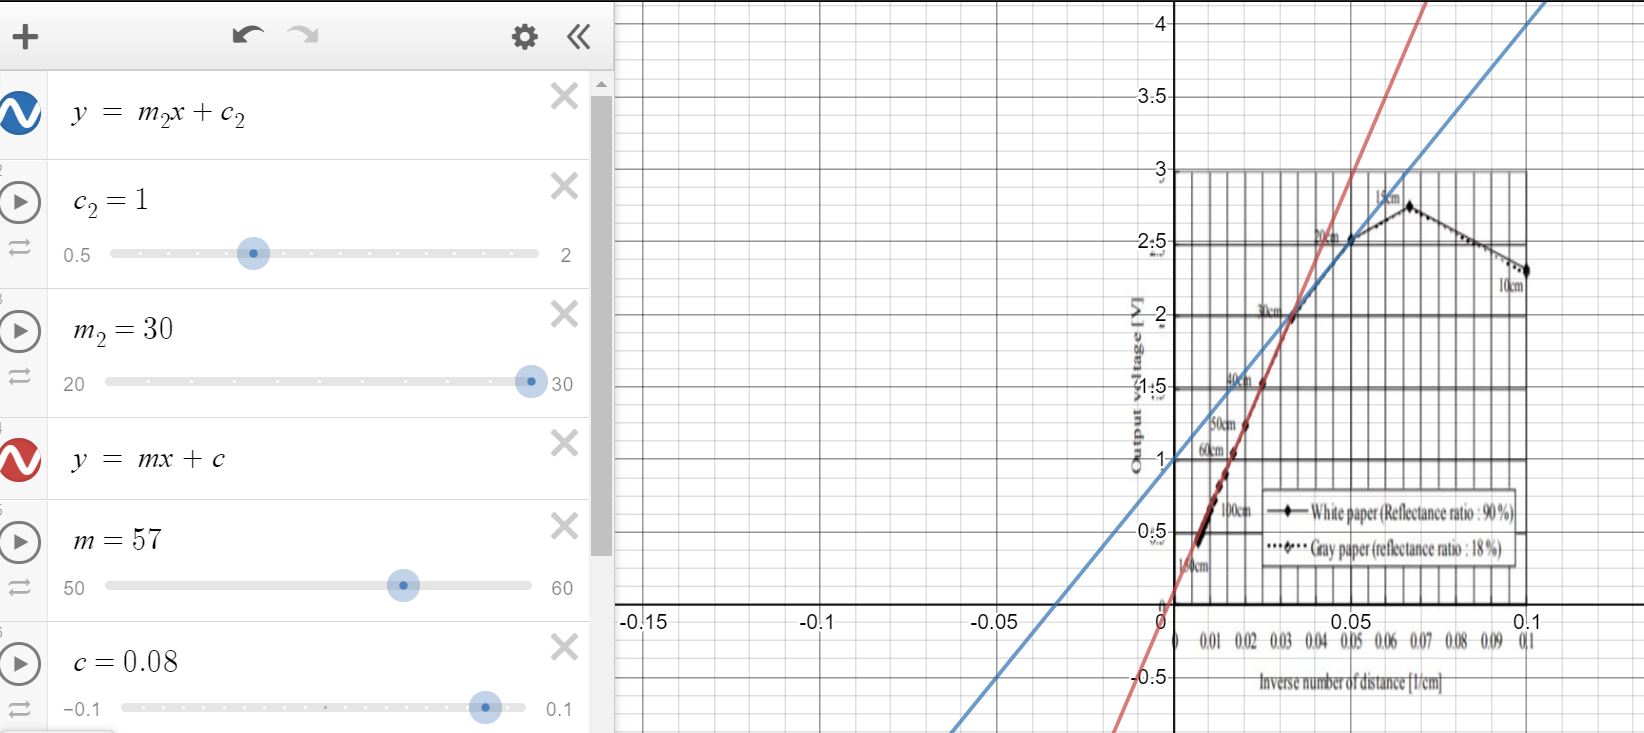 y = m₂x + c₂
c₂ = 1
0.5 2
m₂ = 30
20 30
y = mx + c
m = 57
50 60
c = 0.08
−0.1 0.1
4
3.5
3
15cm
2.5
20cm
2
30cm
1.5
40cm
50cm
1
60cm
0.5
100cm
150cm
Output voltage [V]
White paper (Reflectance ratio : 90 %)
Gray paper (reflectance ratio : 18 %)
10cm
-0.15 -0.1 -0.05 0 0.05 0.1
0 0.01 0.02 0.03 0.04 0.05 0.06 0.07 0.08 0.09 0.1
-0.5
Inverse number of distance [1/cm]